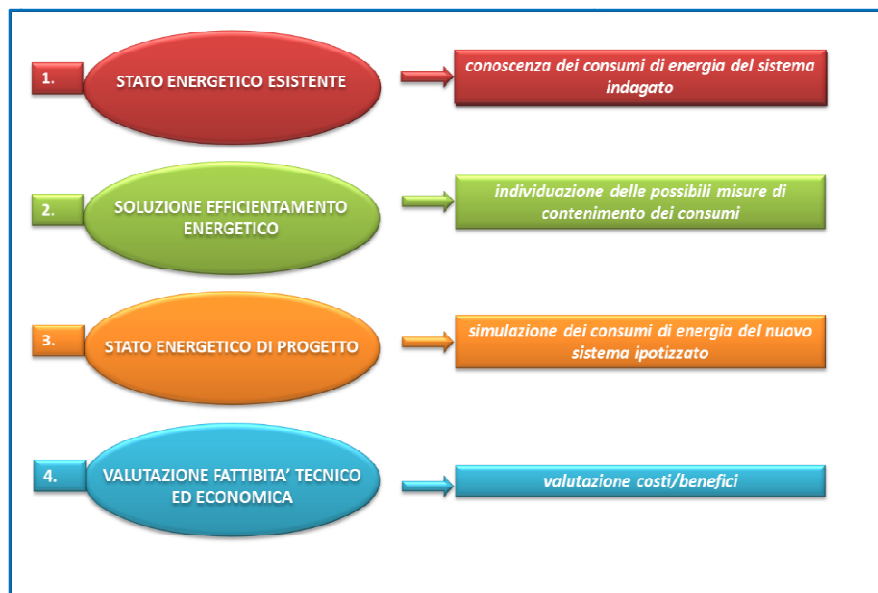 1.
STATO ENERGETICO ESISTENTE
conoscenza dei consumi di energia del sistema
indagato
2.
SOLUZIONE EFFICIENTAMENTO
ENERGETICO
individuazione delle possibili misure di
contenimento dei consumi
3.
STATO ENERGETICO DI PROGETTO
simulazione dei consumi di energia del nuovo
sistema ipotizzato
4.
VALUTAZIONE FATTIBITA’ TECNICO
ED ECONOMICA
valutazione costi/benefici